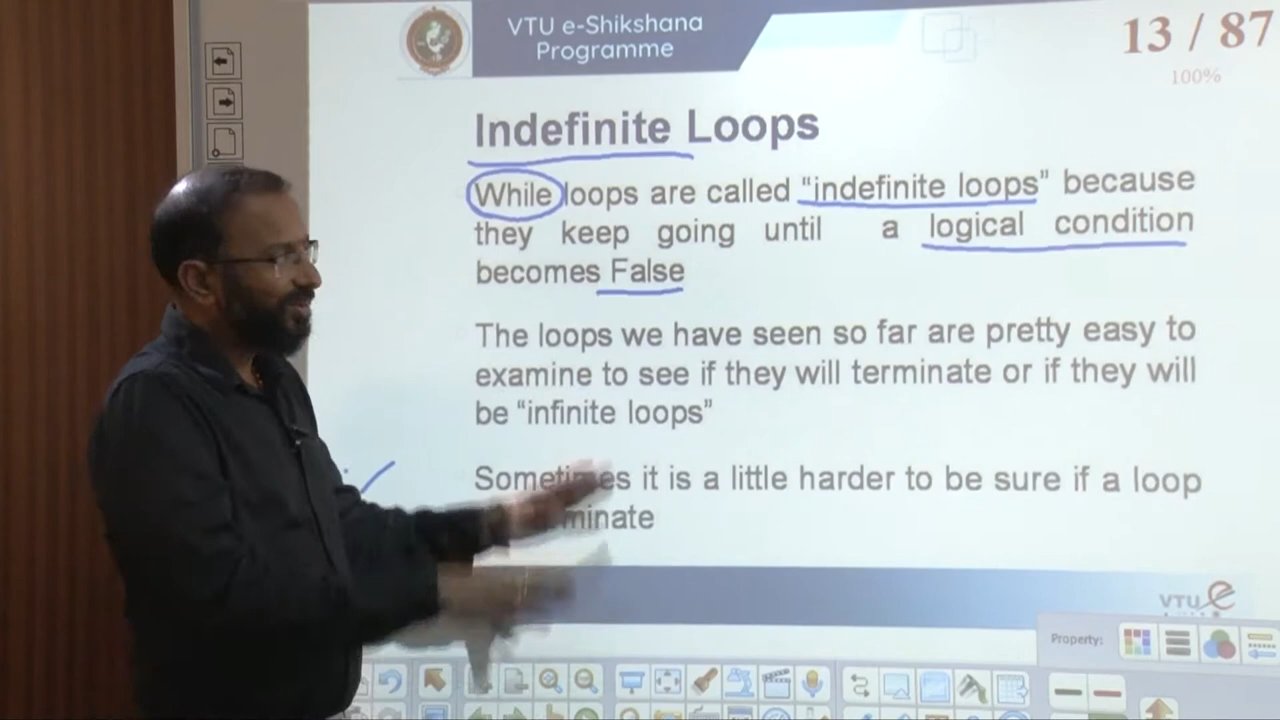 VTU e-Shikshana
Programme
13 / 87
100%
Indefinite Loops
While loops are called “indefinite loops” because
they keep going until a logical condition
becomes False
The loops we have seen so far are pretty easy to
examine to see if they will terminate or if they will
be “infinite loops”
Sometimes it is a little harder to be sure if a loop
minate
VTU e
Property: